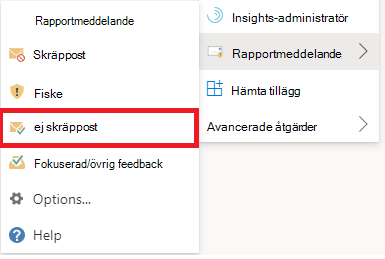 Rapportmeddelande
Skräppost
Fiske
ej skräppost
Fokuserad/övrig feedback
Options...
Help
Insights-administratör
Rapportmeddelande
Hämta tillägg
Avancerade åtgärder